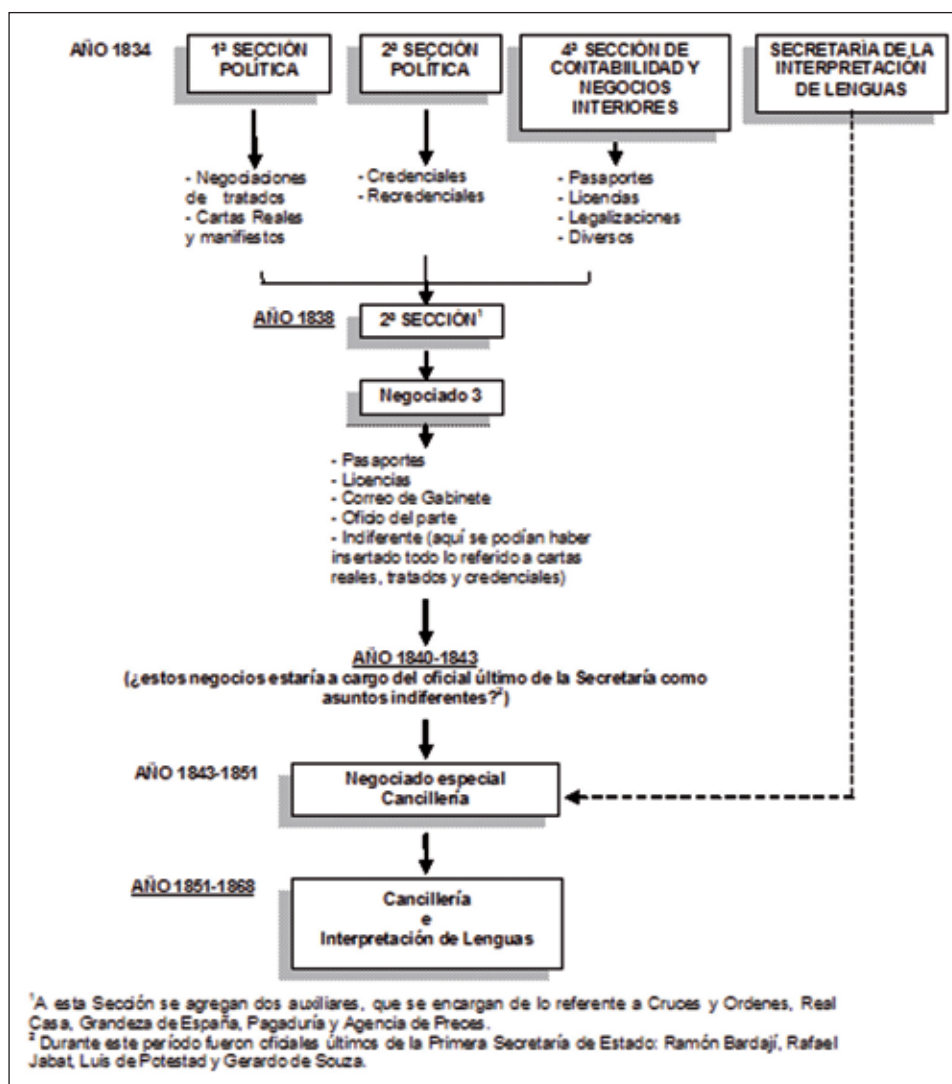 AÑO 1834
1ª SECCIÓN
POLÍTICA
2ª SECCIÓN
POLÍTICA
4ª SECCIÓN DE
CONTABIILIDAD Y
NEGOCIOS
INTERIORES
SECRETARÍA DE LA
INTERPRETACIÓN
DE LENGUAS
- Negociaciones
de tratados
- Cartas Reales
y manifiestos
- Credenciales
- Recredenciales
- Pasaportes
- Licencias
- Legalizaciones
- Diversos
AÑO 1838
2ª SECCIÓN¹
Negociado 3
- Pasaportes
- Licencias
- Correo de Gabinete
- Oficio del parte
- Indiferente (aquí se podían haber
insertado todo lo referido a cartas
reales, tratados y credenciales)
AÑO 1840-1843
(¿estos negocios estaría a cargo del oficial último de la Secretaría como
asuntos indiferentes?²)
AÑO 1843-1851
Negociado especial
Cancillería
AÑO 1851-1868
Cancillería
e
Interpretación de Lenguas
¹A esta Sección se agregan dos auxiliares, que se encargan de lo referente a Cruces y Ordenes, Real
Casa, Grandeza de España, Pagaduría y Agencia de Preces.
² Durante este período fueron oficiales últimos de la Primera Secretaría de Estado: Ramón Bardají, Rafael
Jabat, Luis de Potestad y Gerardo de Souza.